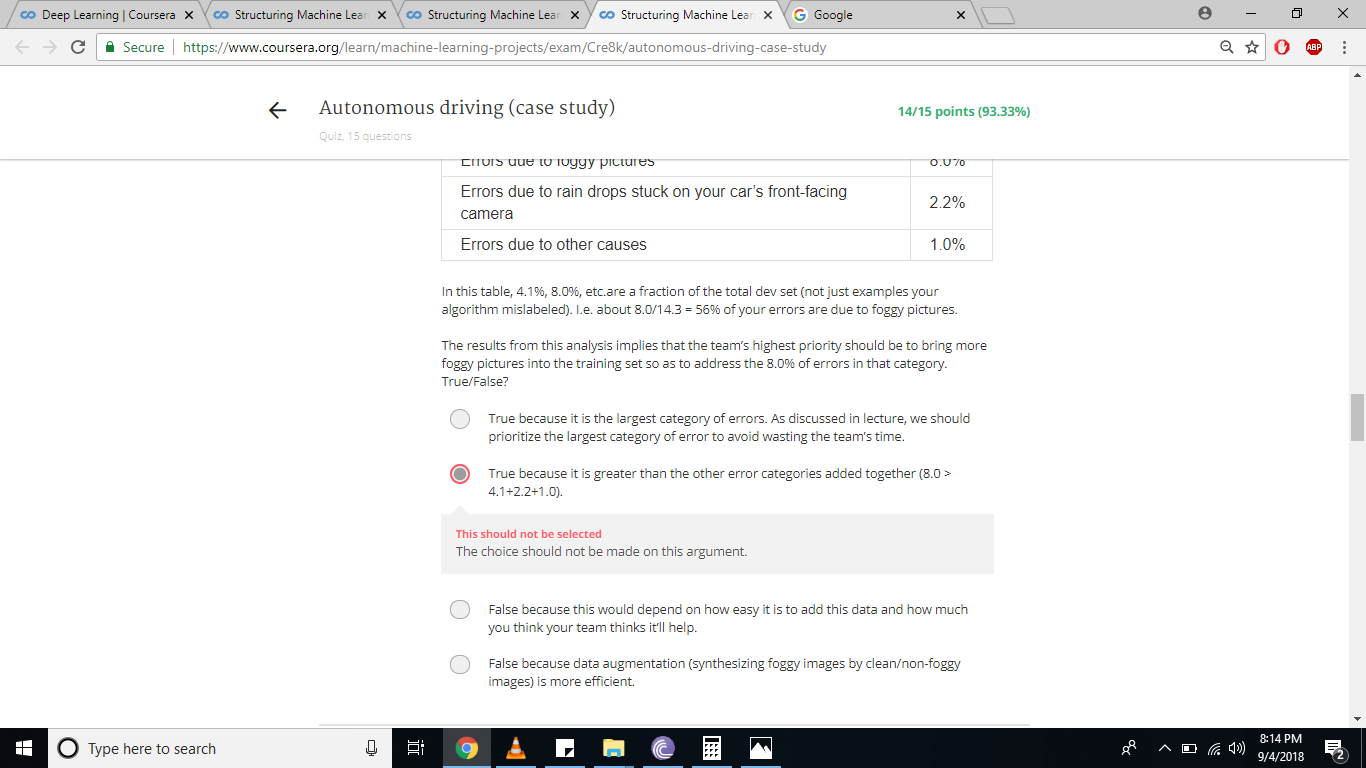 Deep Learning | Coursera
Structuring Machine Lear
Structuring Machine Lear
Structuring Machine Lear
Google
Secure
https://www.coursera.org/learn/machine-learning-projects/exam/Cre8k/autonomous-driving-case-study
ABP
Autonomous driving (case study)
14/15 points (93.33%)
Quiz, 15 questions
Errors due to foggy pictures 8.0%
Errors due to rain drops stuck on your car's front-facing
camera
2.2%
Errors due to other causes 1.0%
In this table, 4.1%, 8.0%, etc.are a fraction of the total dev set (not just examples your
algorithm mislabeled). I.e. about 8.0/14.3 = 56% of your errors are due to foggy pictures.
The results from this analysis implies that the team's highest priority should be to bring more
foggy pictures into the training set so as to address the 8.0% of errors in that category.
True/False?
True because it is the largest category of errors. As discussed in lecture, we should
prioritize the largest category of error to avoid wasting the team's time.
True because it is greater than the other error categories added together (8.0 >
4.1+2.2+1.0).
This should not be selected
The choice should not be made on this argument.
False because this would depend on how easy it is to add this data and how much
you think your team thinks it'll help.
False because data augmentation (synthesizing foggy images by clean/non-foggy
images) is more efficient.
Type here to search
8:14 PM
9/4/2018
2